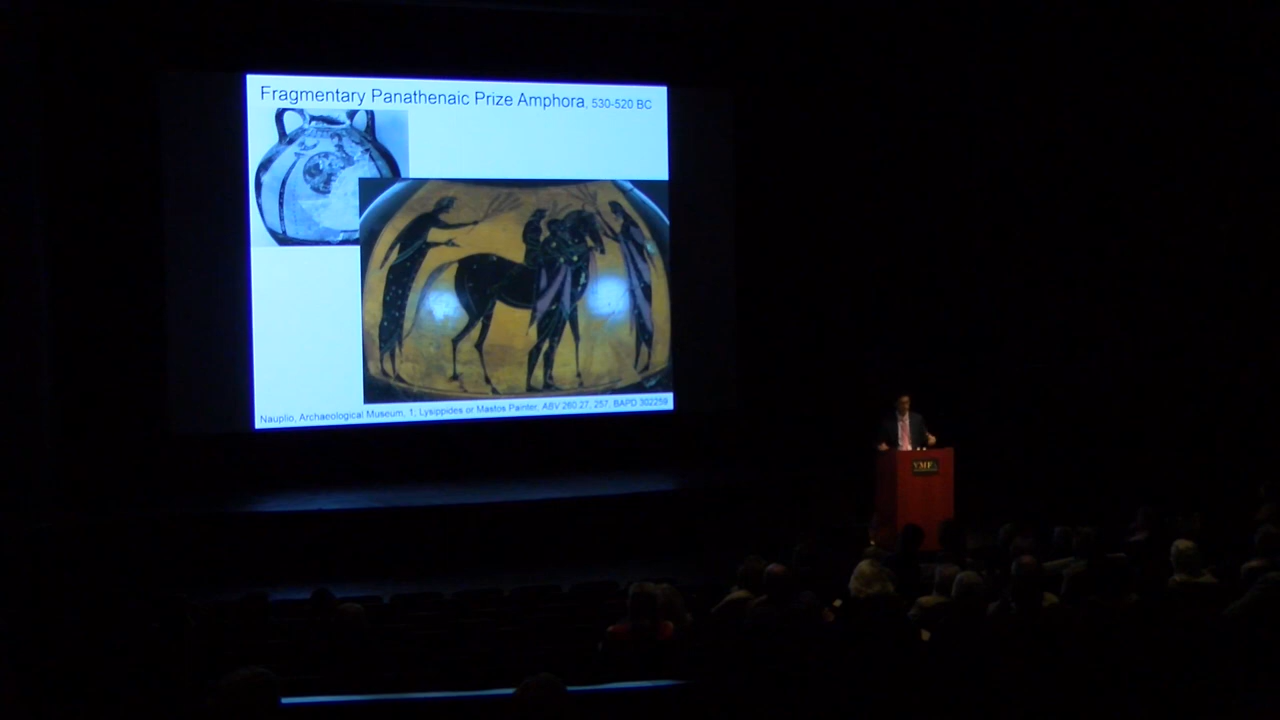 Fragmentary Panathenaic Prize Amphora, 530-520 BC
Nauplio, Archaeological Museum, 1; Lysippides or Mastos Painter, ABV 260.27, 257, BAPD 302259
VMFA